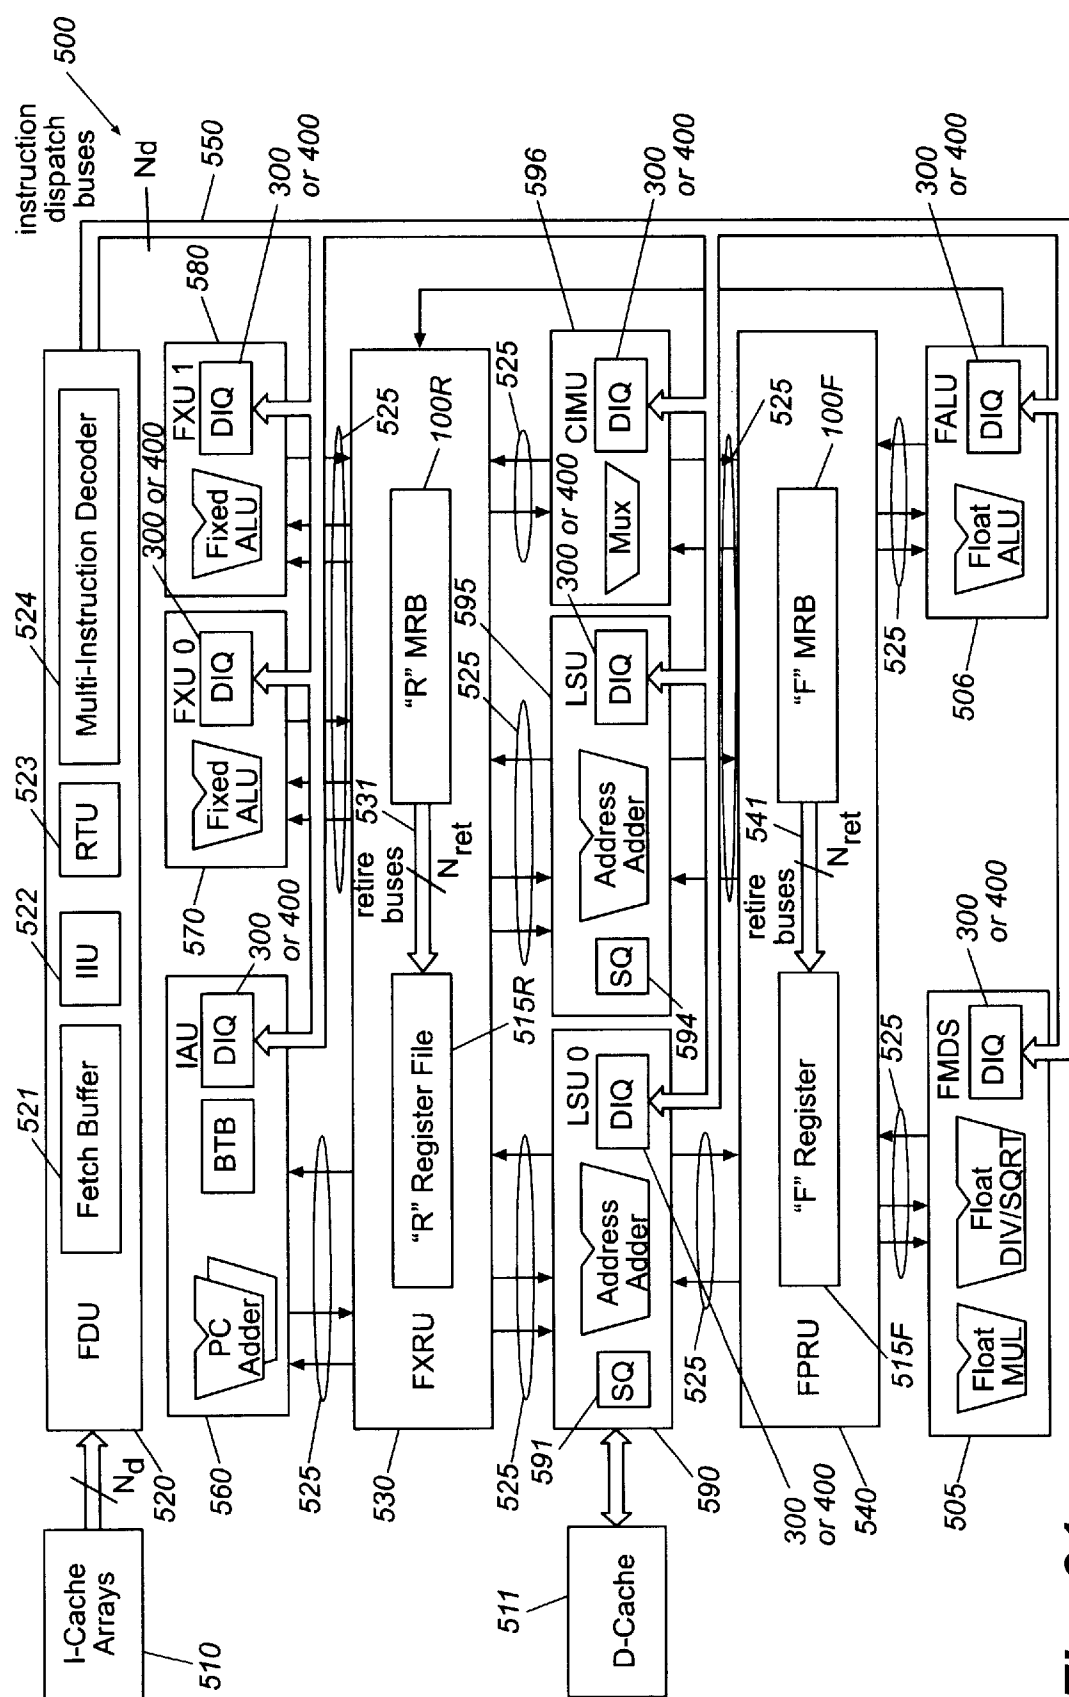 500
instruction
dispatch
buses
Nd
550
I-Cache
Arrays
510
Nd
520
FDU
Fetch Buffer
521
IIU
522
RTU
523
Multi-Instruction Decoder
524
560
PC
Adder
BTB
IAU
DIQ
300
or 400
570
Fixed
ALU
FXU 0
DIQ
300 or 400
580
Fixed
ALU
FXU 1
DIQ
300
or 400
525
525
530
FXRU
"R" Register File
515R
retire
buses
531
Nret
"R" MRB
100R
525
525
525
511
D-Cache
590
591
SQ
Address
Adder
LSU 0
DIQ
300
or 400
594
SQ
Address
Adder
LSU
DIQ
595
300 or 400
596
Mux
CIMU
DIQ
300
or 400
525
525
540
FPRU
"F" Register
515F
retire
buses
541
Nret
"F" MRB
100F
525
505
Float
MUL
Float
DIV/SQRT
FMDS
DIQ
300
or 400
506
525
Float
ALU
FALU
DIQ
300
or 400